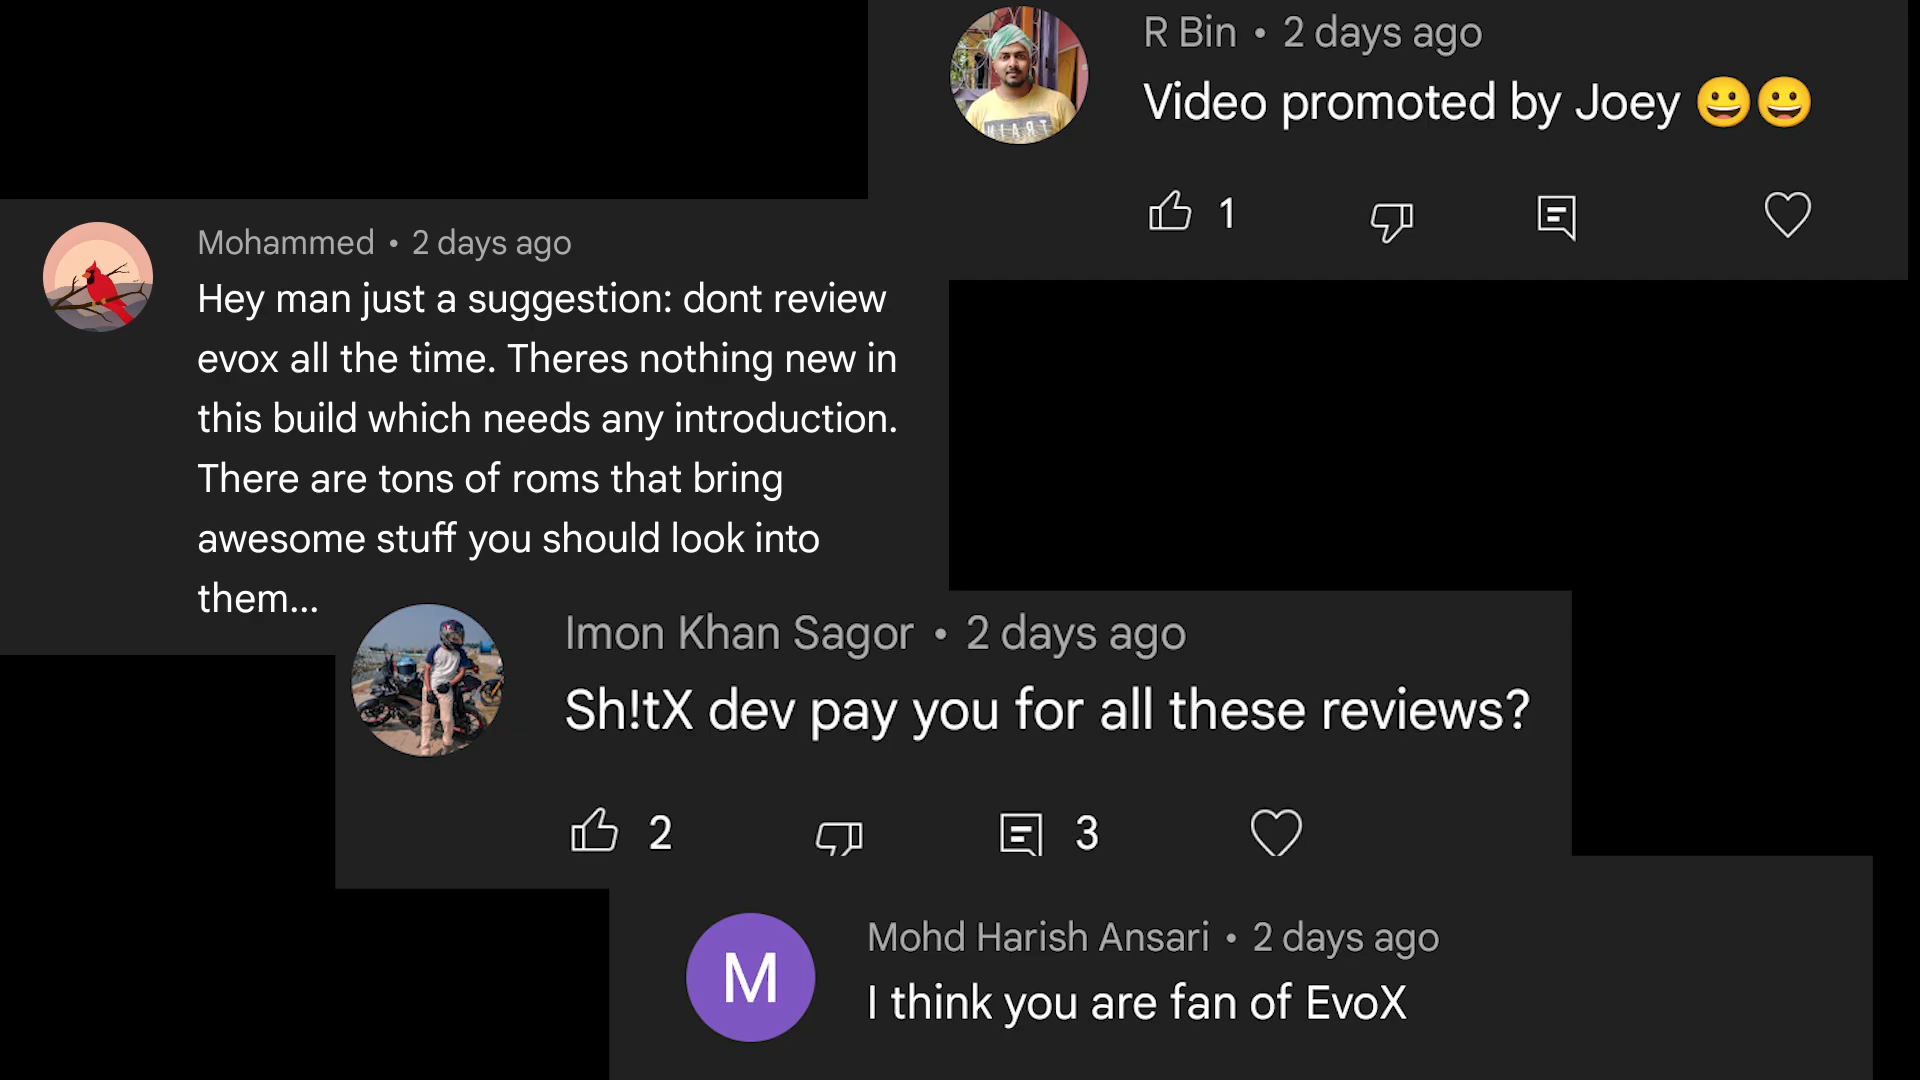 R Bin • 2 days ago
Video promoted by Joey 😀😀
1
Mohammed • 2 days ago
Hey man just a suggestion: dont review
evox all the time. Theres nothing new in
this build which needs any introduction.
There are tons of roms that bring
awesome stuff you should look into
them...
Imon Khan Sagor • 2 days ago
Sh!tX dev pay you for all these reviews?
2
3
M
Mohd Harish Ansari • 2 days ago
I think you are fan of EvoX